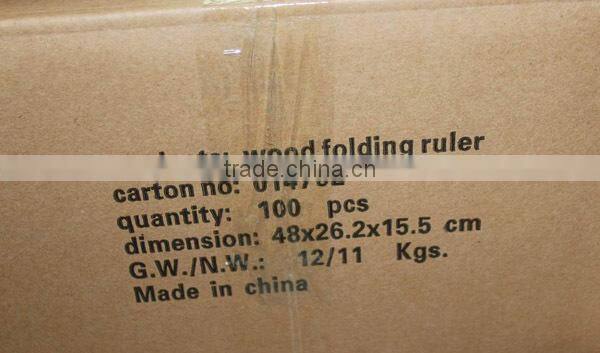 wood folding ruler
trade.china.cn
carton no:
quantity: 100 pcs
dimension: 48x26.2x15.5 cm
G.W./N.W.: 12/11 Kgs.
Made in china